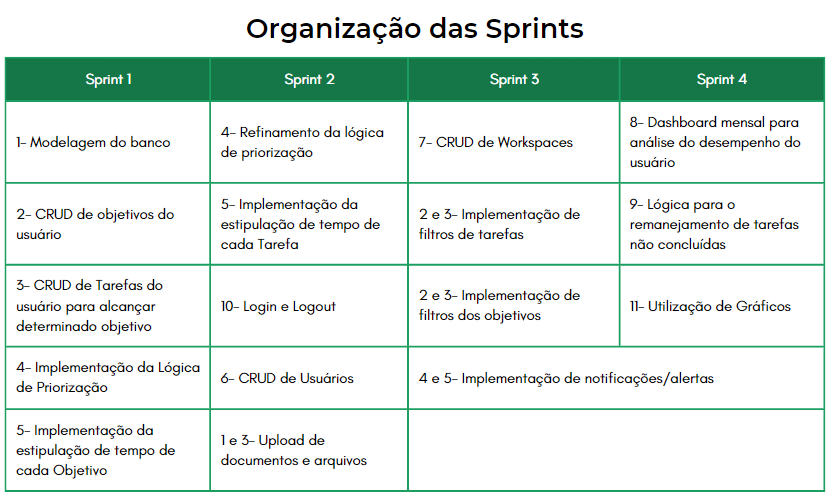 Organização das Sprints
Sprint 1
Sprint 2
Sprint 3
Sprint 4
1- Modelagem do banco
4- Refinamento da lógica
de priorização
7- CRUD de Workspaces
8- Dashboard mensal para
análise do desempenho do
usuário
2- CRUD de objetivos do
usuário
5- Implementação da
estipulação de tempo de
cada Tarefa
2 e 3- Implementação de
filtros de tarefas
9- Lógica para o
remanejamento de tarefas
não concluídas
3- CRUD de Tarefas do
usuário para alcançar
determinado objetivo
10- Login e Logout
2 e 3- Implementação de
filtros dos objetivos
11- Utilização de Gráficos
4- Implementação da Lógica
de Priorização
6- CRUD de Usuários
4 e 5- Implementação de notificações/alertas
5- Implementação da
estipulação de tempo de
cada Objetivo
1 e 3- Upload de
documentos e arquivos